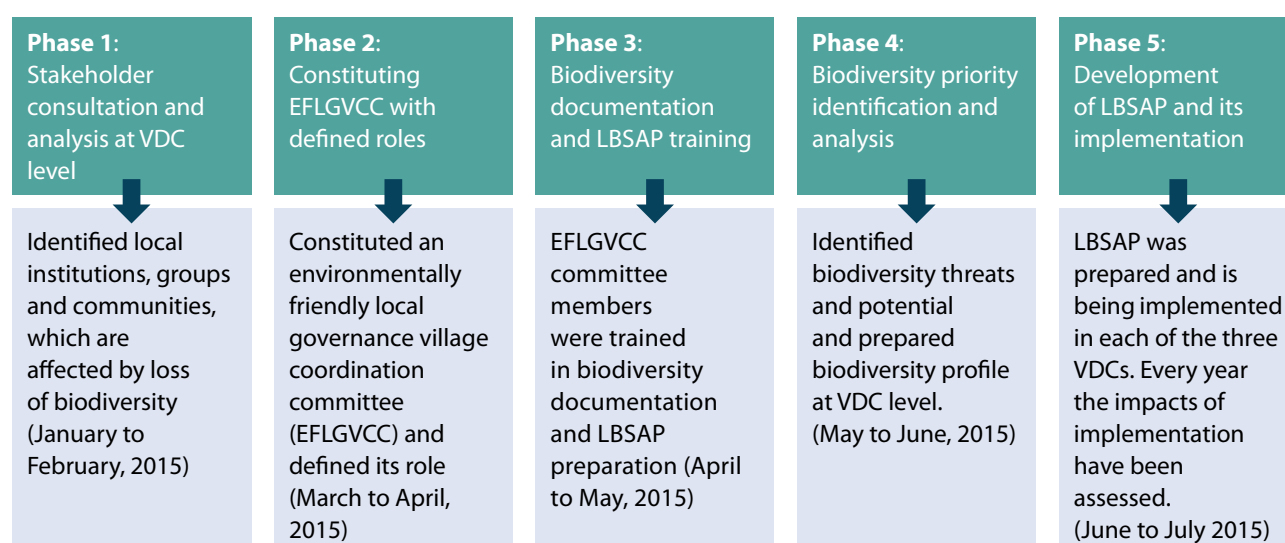 Phase 1:
Stakeholder
consultation and
analysis at VDC
level
Identified local
institutions, groups
and communities,
which are
affected by loss
of biodiversity
(January to
February, 2015)
Phase 2:
Constituting
EFLGVCC with
defined roles
Constituted an
environmentally
friendly local
governance village
coordination
committee
(EFLGVCC) and
defined its role
(March to April,
2015)
Phase 3:
Biodiversity
documentation
and LBSAP training
EFLGVCC
committee
members
were trained
in biodiversity
documentation
and LBSAP
preparation (April
to May, 2015)
Phase 4:
Biodiversity priority
identification and
analysis
Identified
biodiversity threats
and potential
and prepared
biodiversity profile
at VDC level.
(May to June, 2015)
Phase 5:
Development
of LBSAP and its
implementation
LBSAP was
prepared and is
being implemented
in each of the three
VDCs. Every year
the impacts of
implementation
have been
assessed.
(June to July 2015)